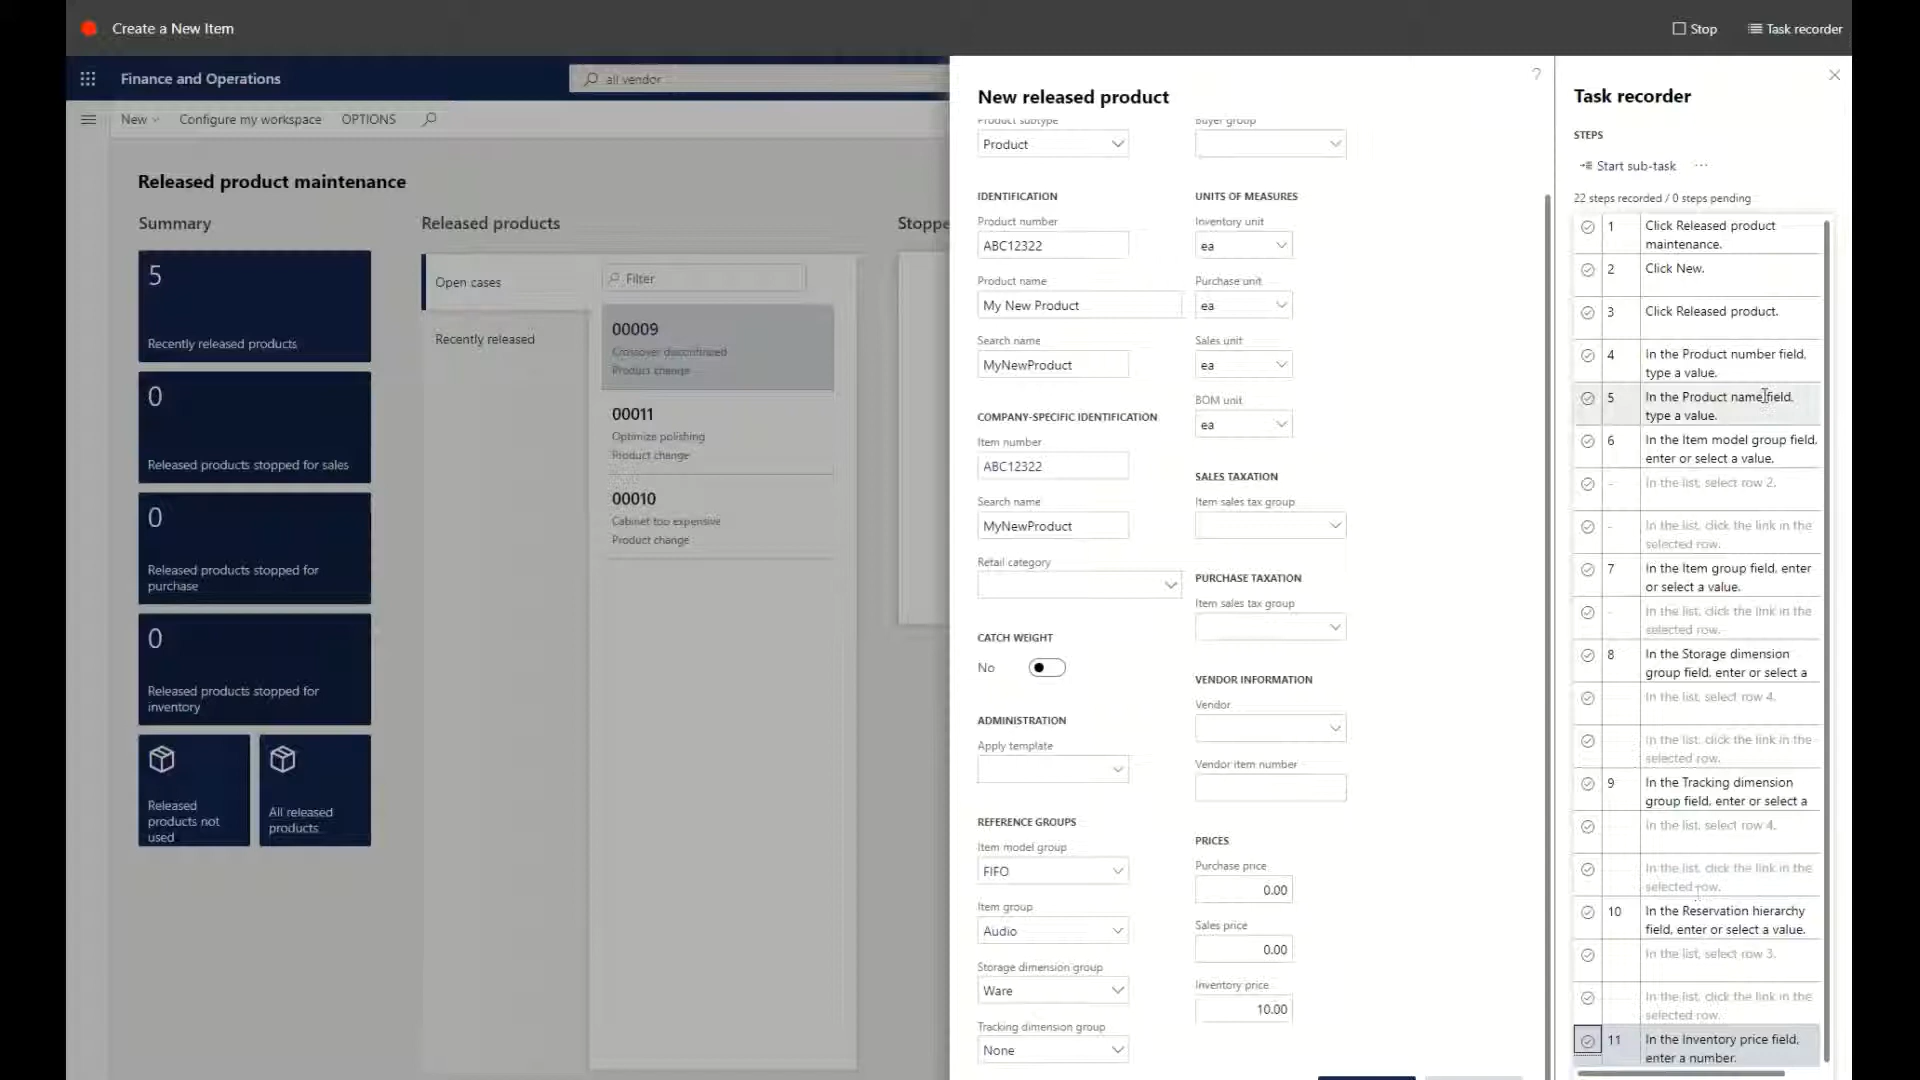 Create a New Item
Stop
Task recorder
Finance and Operations
all vendor
New
Configure my workspace
OPTIONS
Released product maintenance
Summary
5
Recently released products
0
Released products stopped for sales
0
Released products stopped for
purchase
0
Released products stopped for
inventory
Released
products not
used
All released
products
Released products
Open cases
Recently released
Filter
00009
Crossover discontinued
Product change
00011
Optimize polishing
Product change
00010
Cabinet too expensive
Product change
Stoppe
?
New released product
Product subtype
Product
IDENTIFICATION
Product number
ABC12322
Product name
My New Product
Search name
MyNewProduct
COMPANY-SPECIFIC IDENTIFICATION
Item number
ABC12322
Search name
MyNewProduct
Retail category
CATCH WEIGHT
No
ADMINISTRATION
Apply template
REFERENCE GROUPS
Item model group
FIFO
Item group
Audio
Storage dimension group
Ware
Tracking dimension group
None
Buyer group
UNITS OF MEASURES
Inventory unit
ea
Purchase unit
ea
Sales unit
ea
BOM unit
ea
SALES TAXATION
Item sales tax group
PURCHASE TAXATION
Item sales tax group
VENDOR INFORMATION
Vendor
Vendor item number
PRICES
Purchase price
0.00
Sales price
0.00
Inventory price
10.00
Task recorder
STEPS
Start sub-task
···
22 steps recorded / 0 steps pending
1 Click Released product
maintenance.
2 Click New.
3 Click Released product.
4 In the Product number field,
type a value.
5 In the Product name field,
type a value.
6 In the Item model group field,
enter or select a value.
- In the list, select row 2.
- In the list, click the link in the
selected row.
7 In the Item group field, enter
or select a value.
- In the list, click the link in the
selected row.
8 In the Storage dimension
group field, enter or select a
In the list, select row 4.
In the list, click the link in the
selected row.
9 In the Tracking dimension
group field, enter or select a
In the list, select row 4.
In the list, click the link in the
selected row.
10 In the Reservation hierarchy
field, enter or select a value.
In the list, select row 3.
In the list, click the link in the
selected row.
11 In the Inventory price field,
enter a number.